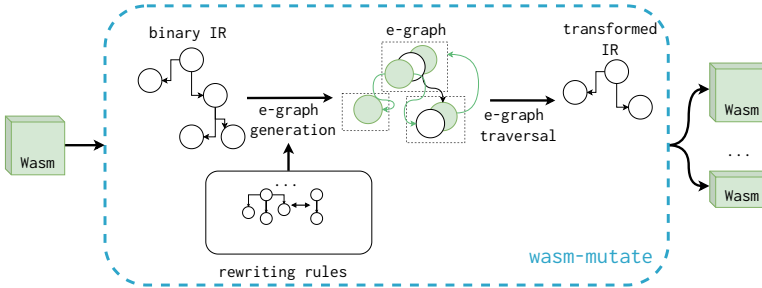 binary IR
e-graph
transformed
IR
e-graph
generation
e-graph
traversal
Wasm
Wasm
...
Wasm
...
rewriting rules
wasm-mutate